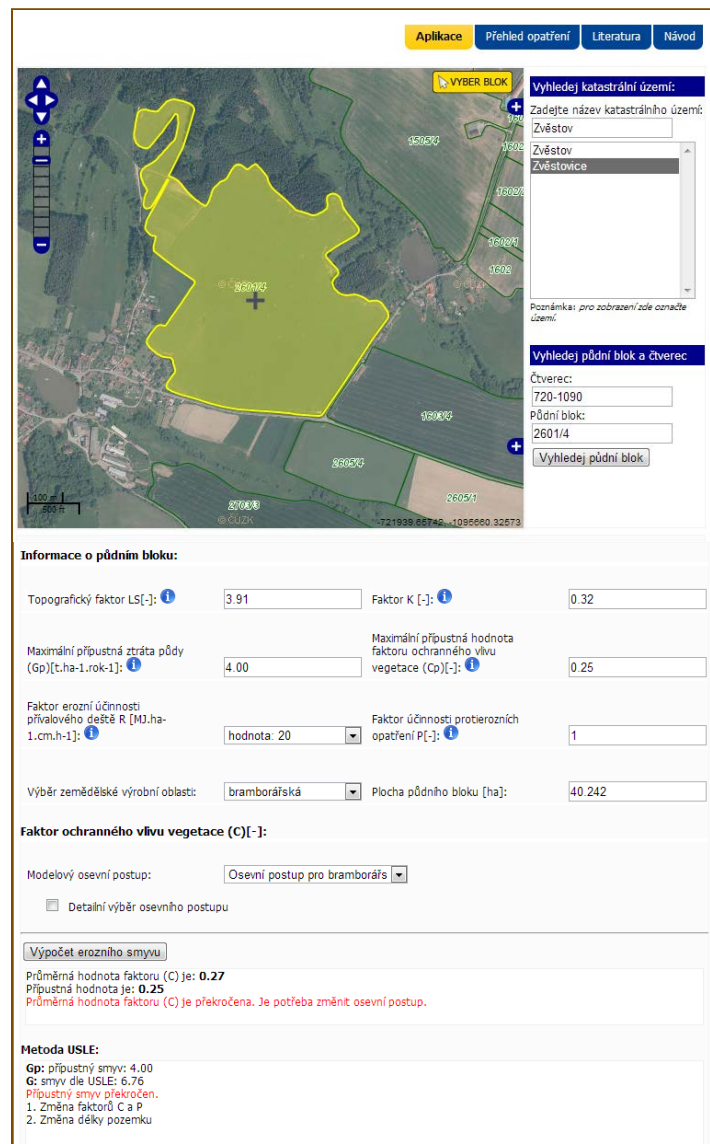 Aplikace
Přehled opatření
Literatura
Návod
VYBER BLOK
1505/4
1602/1
1602
© ČÚZK
2601/4
© ČÚZK
1603/4
2605/4
2605/1
2703/3
© ČÚZK
100 m
500 ft
-721939.65742, -1095660.32573
Vyhledej katastrální území:
Zadejte název katastrálního území:
Zvěstov
Zvěstov
Zvěstovice
Poznámka: pro zobrazení zde označte
území.
Vyhledej půdní blok a čtverec
Čtverec:
720-1090
Půdní blok:
2601/4
Vyhledej půdní blok
Informace o půdním bloku:
Topografický faktor LS[-]:
3.91
Faktor K [-]:
0.32
Maximální přípustná ztráta půdy
(Gp)[t.ha-1.rok-1]:
4.00
Maximální přípustná hodnota
faktoru ochranného vlivu
vegetace (Cp)[-]:
0.25
Faktor erozní účinnosti
přívalového deště R [MJ.ha-
1.cm.h-1]:
hodnota: 20
Faktor účinnosti protierozních
opatření P[-]:
1
Výběr zemědělské výrobní oblasti:
bramborářská
Plocha půdního bloku [ha]:
40.242
Faktor ochranného vlivu vegetace (C)[-]:
Modelový osevní postup:
Osevní postup pro bramborářs
Detailní výběr osevního postupu
Výpočet erozního smyvu
Průměrná hodnota faktoru (C) je: 0.27
Přípustná hodnota je: 0.25
Průměrná hodnota faktoru (C) je překročena. Je potřeba změnit osevní postup.
Metoda USLE:
Gp: přípustný smyv: 4.00
G: smyv dle USLE: 6.76
Přípustný smyv překročen.
1. Změna faktorů C a P
2. Změna délky pozemku